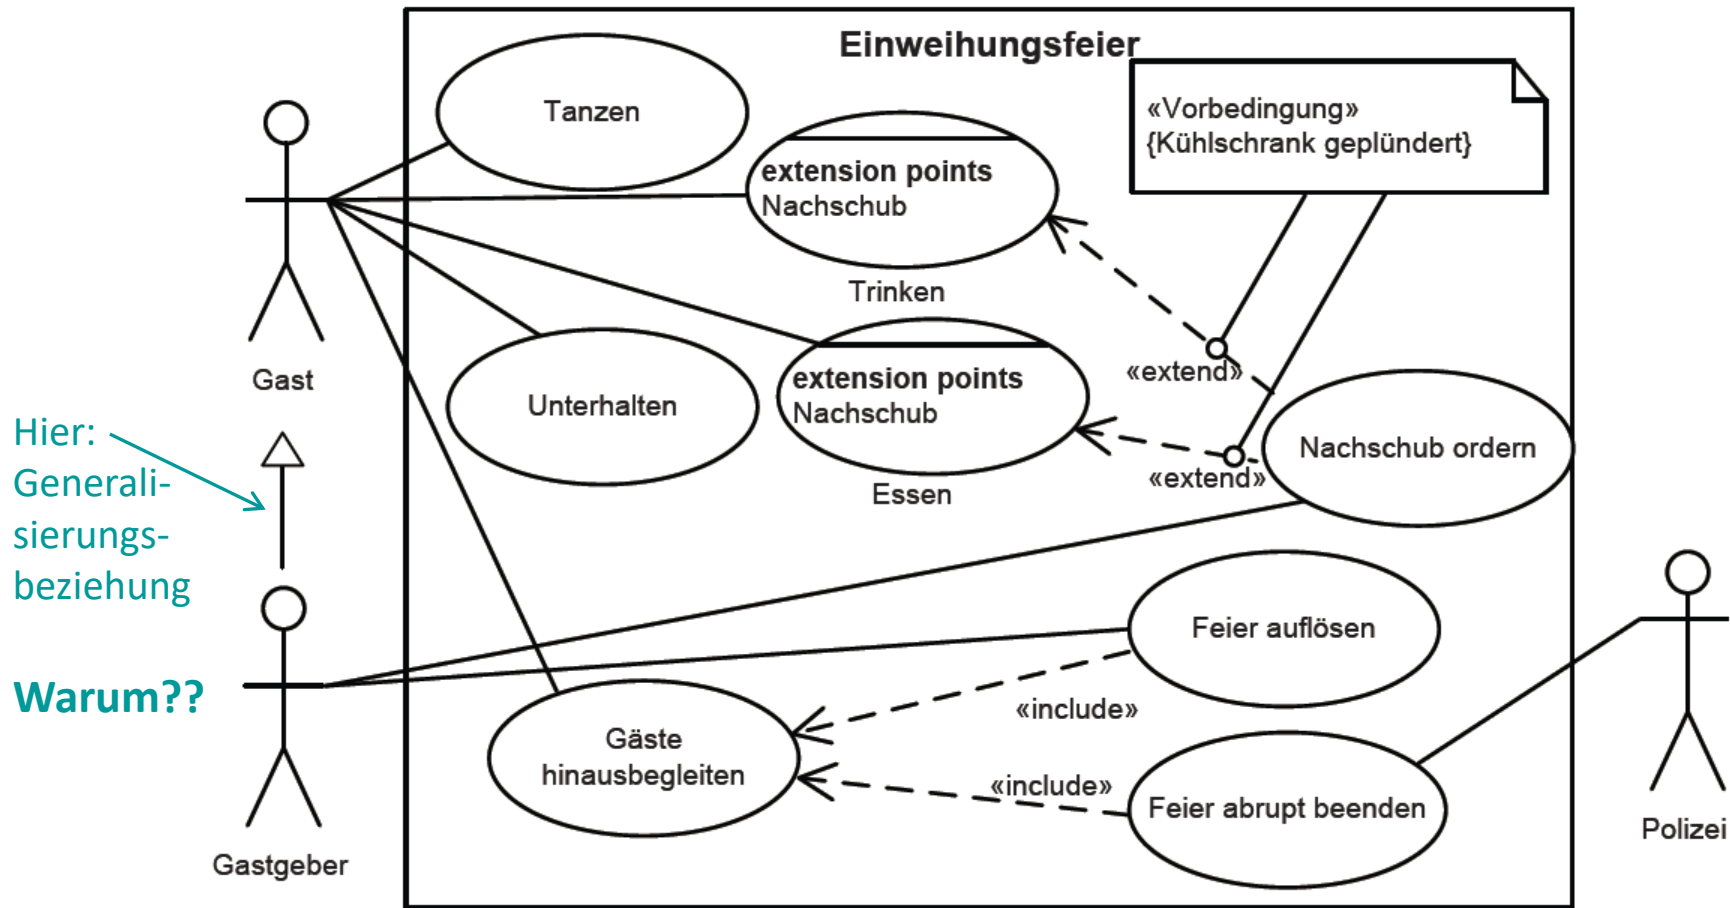 Einweihungsfeier
«Vorbedingung»
{Kühlschrank geplündert}
Tanzen
extension points
Nachschub
Trinken
«extend»
Gast
Unterhalten
extension points
Nachschub
Essen
«extend»
Nachschub ordern
Hier:
Generali-
sierungs-
beziehung
Warum??
Feier auflösen
«include»
Gäste
hinausbegleiten
«include»
Feier abrupt beenden
Polizei
Gastgeber